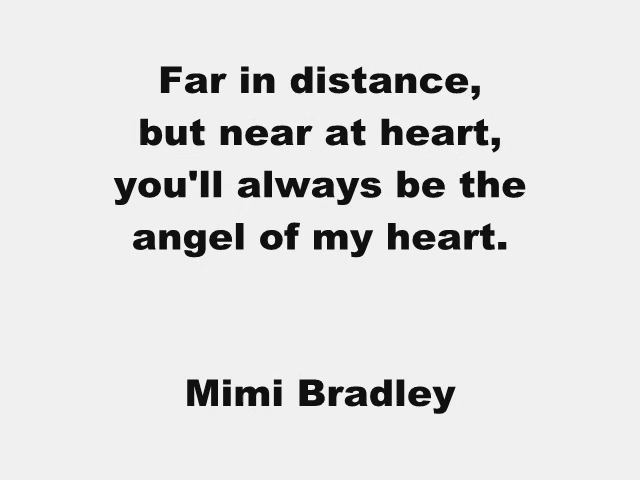 Far in distance,
but near at heart,
you'll always be the
angel of my heart.
Mimi Bradley